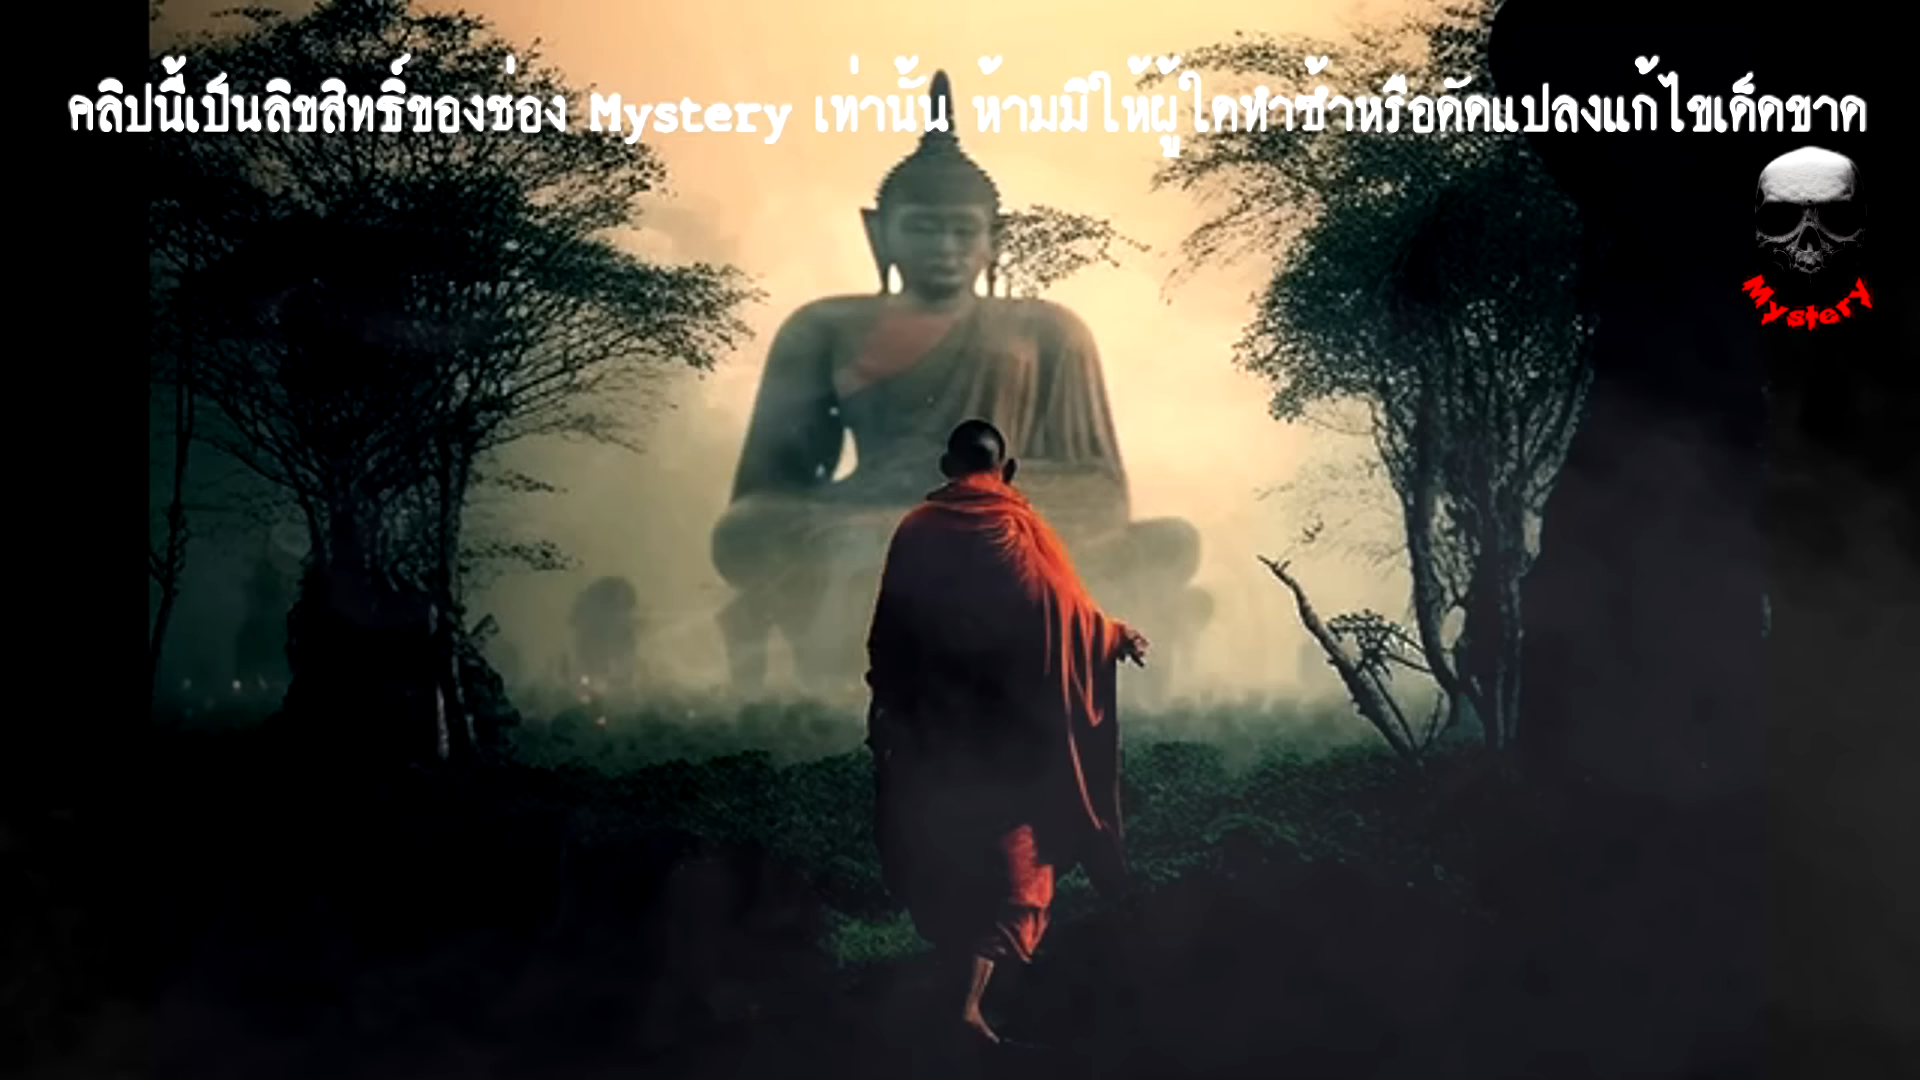 คลิปนี้เป็นลิขสิทธิ์ของช่อง Mystery เท่านั้น ห้ามมิให้ผู้ใดทำซ้ำหรือดัดแปลงแก้ไขเด็ดขาด
Mystery